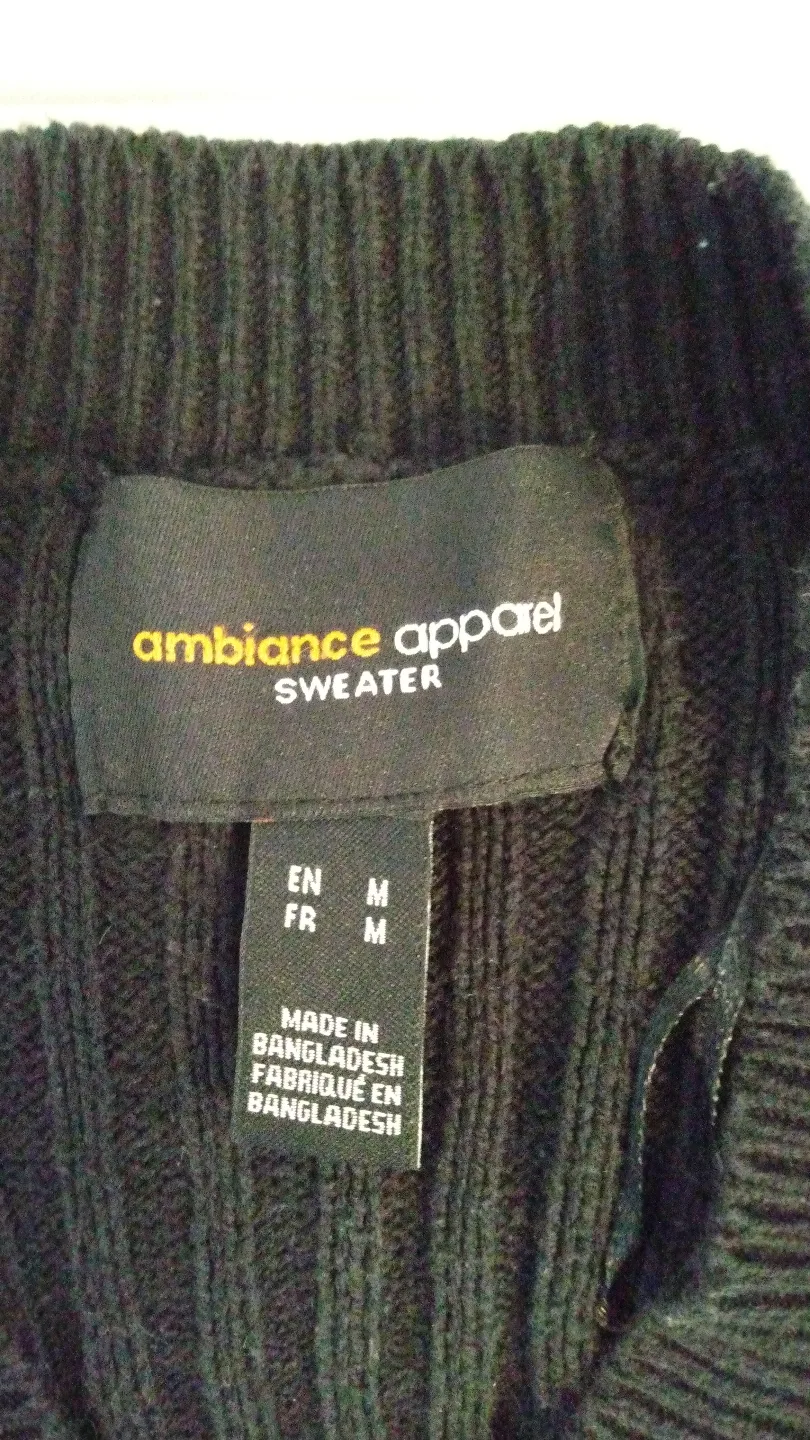 ambiance apparel
SWEATER
EN M
FR M
MADE IN
BANGLADESH
FABRIQUÉ EN
BANGLADESH